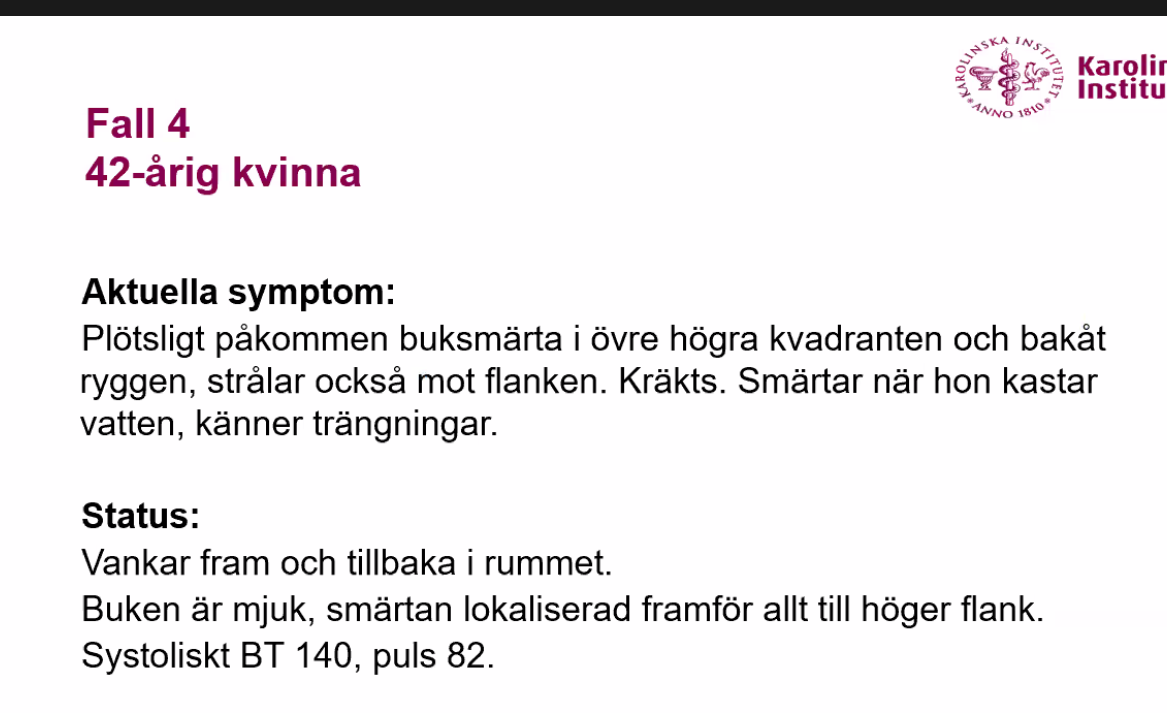 KAROLINSKA INSTITUTET
ANNO 1810
Karolin
Institu
Fall 4
42-årig kvinna
Aktuella symptom:
Plötsligt påkommen buksmärta i övre högra kvadranten och bakåt
ryggen, strålar också mot flanken. Kräkts. Smärtar när hon kastar
vatten, känner trängningar.
Status:
Vankar fram och tillbaka i rummet.
Buken är mjuk, smärtan lokaliserad framför allt till höger flank.
Systoliskt BT 140, puls 82.